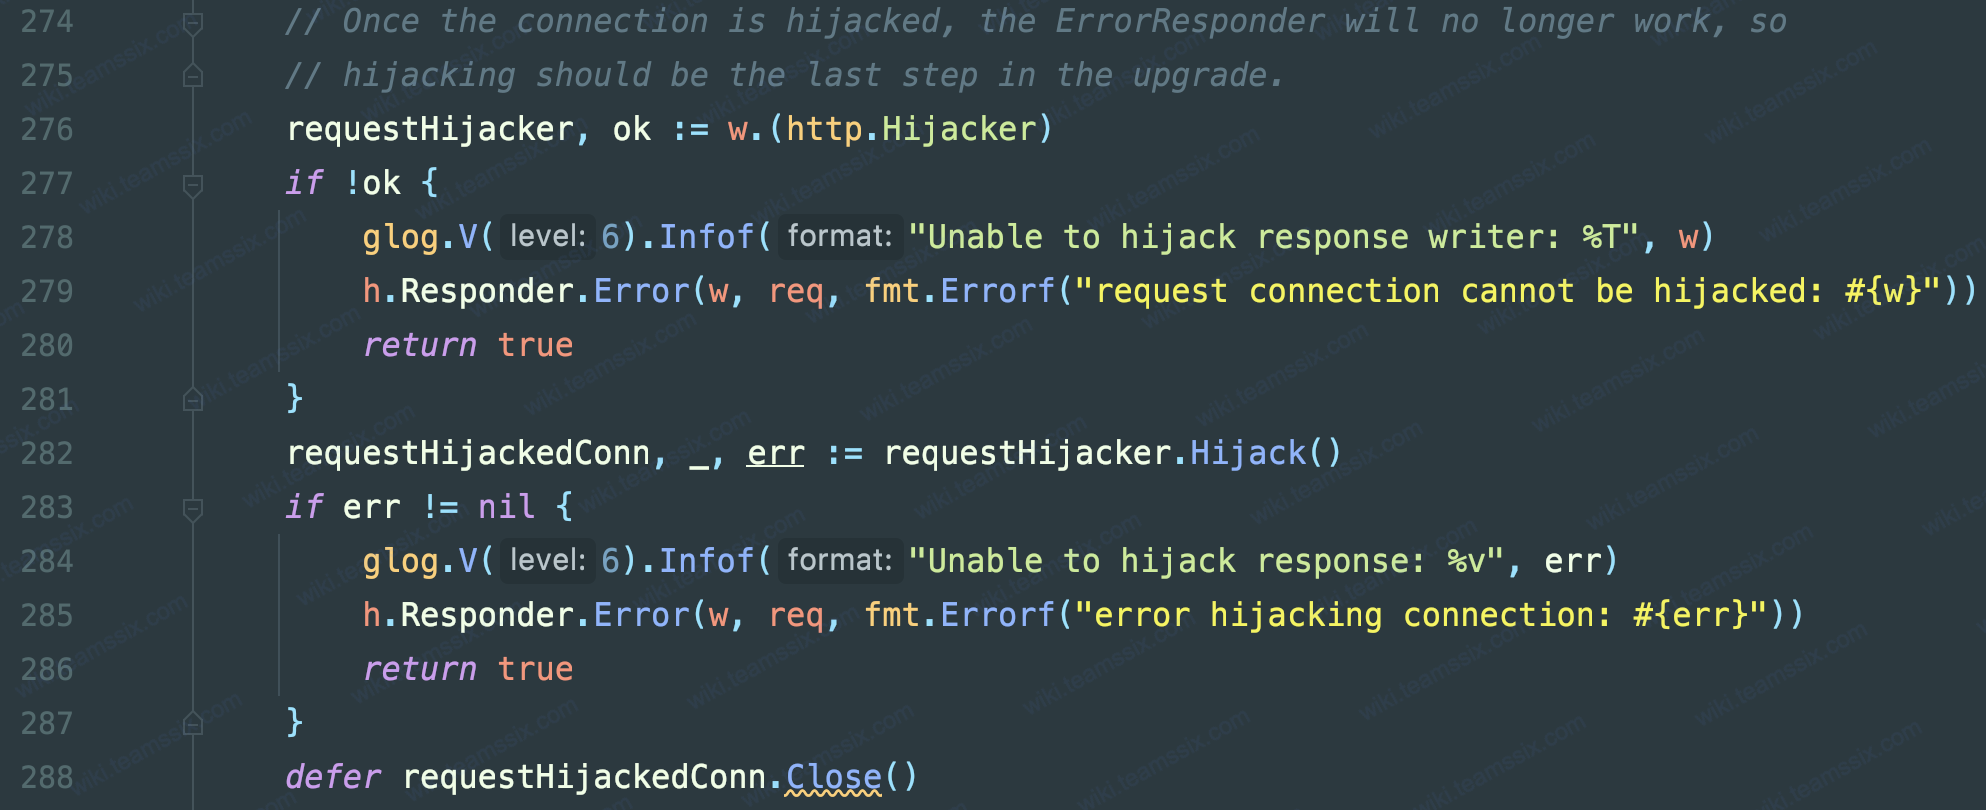 274 // Once the connection is hijacked, the ErrorResponder will no longer work, so
275 // hijacking should be the last step in the upgrade.
276 requestHijacker, ok := w.(http.Hijacker)
277 if !ok {
278 glog.V( level: 6).Infof( format: "Unable to hijack response writer: %T", w)
279 h.Responder.Error(w, req, fmt.Errorf("request connection cannot be hijacked: #{w}"))
280 return true
281 }
282 requestHijackedConn, _, err := requestHijacker.Hijack()
283 if err != nil {
284 glog.V( level: 6).Infof( format: "Unable to hijack response: %v", err)
285 h.Responder.Error(w, req, fmt.Errorf("error hijacking connection: #{err}"))
286 return true
287 }
288 defer requestHijackedConn.Close()
wiki.teamssix.com